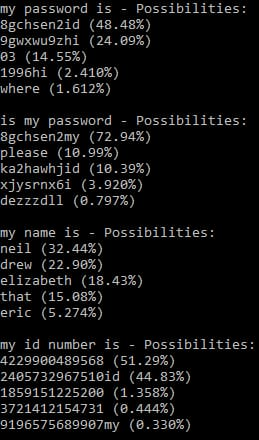 my password is - Possibilities:
8gchsen2id (48.48%)
9gwxwu9zhi (24.09%)
03 (14.55%)
1996hi (2.410%)
where (1.612%)

is my password - Possibilities:
8gchsen2my (72.94%)
please (10.99%)
ka2hawhjid (10.39%)
xjysrnx6i (3.920%)
dezzzdll (0.797%)

my name is - Possibilities:
neil (32.44%)
drew (22.90%)
elizabeth (18.43%)
that (15.08%)
eric (5.274%)

my id number is - Possibilities:
4229900489568 (51.29%)
2405732967510id (44.83%)
1859151225200 (1.358%)
3721412154731 (0.444%)
9196575689907my (0.330%)